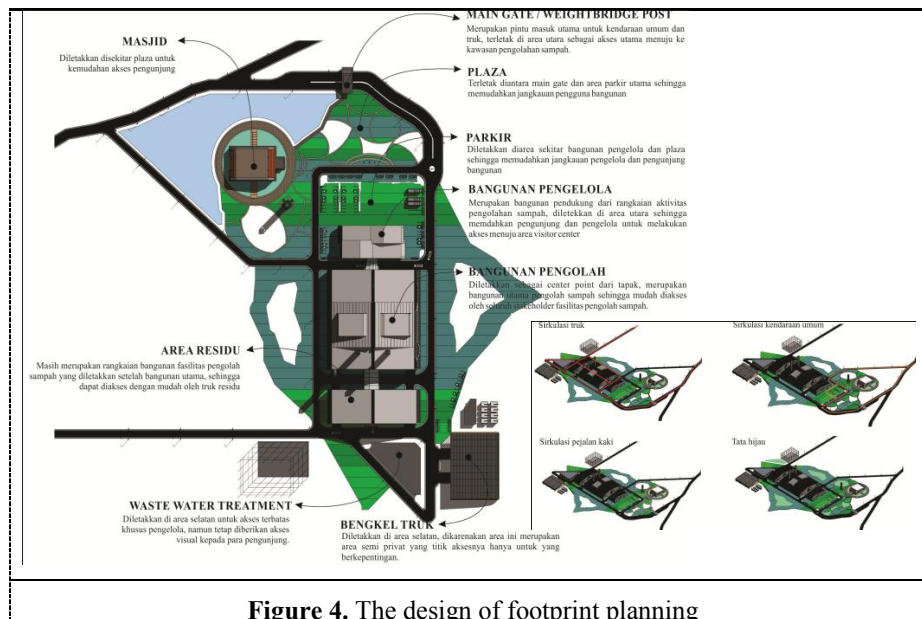 MAIN GATE / WEIGHTBRIDGE POST
Merupakan pintu masuk utama untuk kendaraan umum dan
truk, terletak di area utara sebagai akses utama menuju ke
kawasan pengolahan sampah.
MASJID
Diletakkan disekitar plaza untuk
kemudahan akses pengunjung
PLAZA
Terletak diantara main gate dan area parkir utama sehingga
memudahkan jangkauan pengguna bangunan
PARKIR
Diletakkan diarea sekitar bangunan pengelola dan plaza
sehingga memudahkan jangkauan pengelola dan pengunjung
bangunan
BANGUNAN PENGELOLA
Merupakan bangunan pendukung dari rangkaian aktivitas
pengolahan sampah, diletekkan di area utara sehingga
memdahkan pengunjung dan pengelola untuk melakukan
akses menuju area visitor center
BANGUNAN PENGOLAH
Diletakkan sebagai center point dari tapak, merupakan
bangunan utama pengolah sampah sehingga mudah diakses
oleh seluruh stakeholder fasilitas pengolah sampah.
AREA RESIDU
Masih merupakan rangkaian bangunan fasilitas pengolah
sampah yang diletakkan setelah bangunan utama, sehingga
dapat diakses dengan mudah oleh truk residu
Sirkulasi truk
Sirkulasi kendaraan umum
Sirkulasi pejalan kaki
Tata hijau
WASTE WATER TREATMENT
Diletakkan di area selatan untuk akses terbatas
khusus pengelola, namun tetap diberikan akses
visual kepada para pengunjung.
BENGKEL TRUK
Diletakkan di area selatan, dikarenakan area ini merupakan
area semi privat yang titik aksesnya hanya untuk yang
berkepentingan.
Figure 4. The design of footprint planning